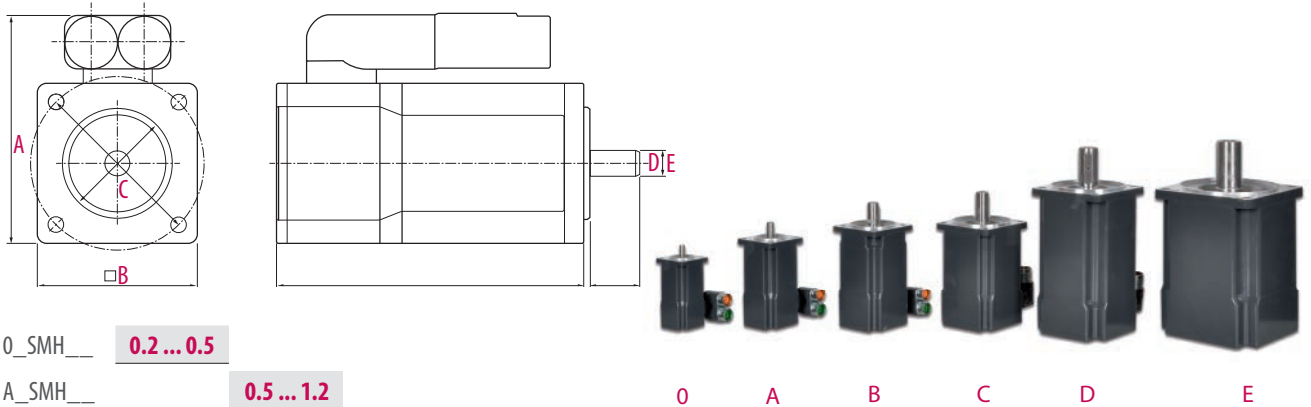 A
C
□B
D E
0_SMH__ 0.2 ... 0.5
A_SMH__ 0.5 ... 1.2
0 A B C D E